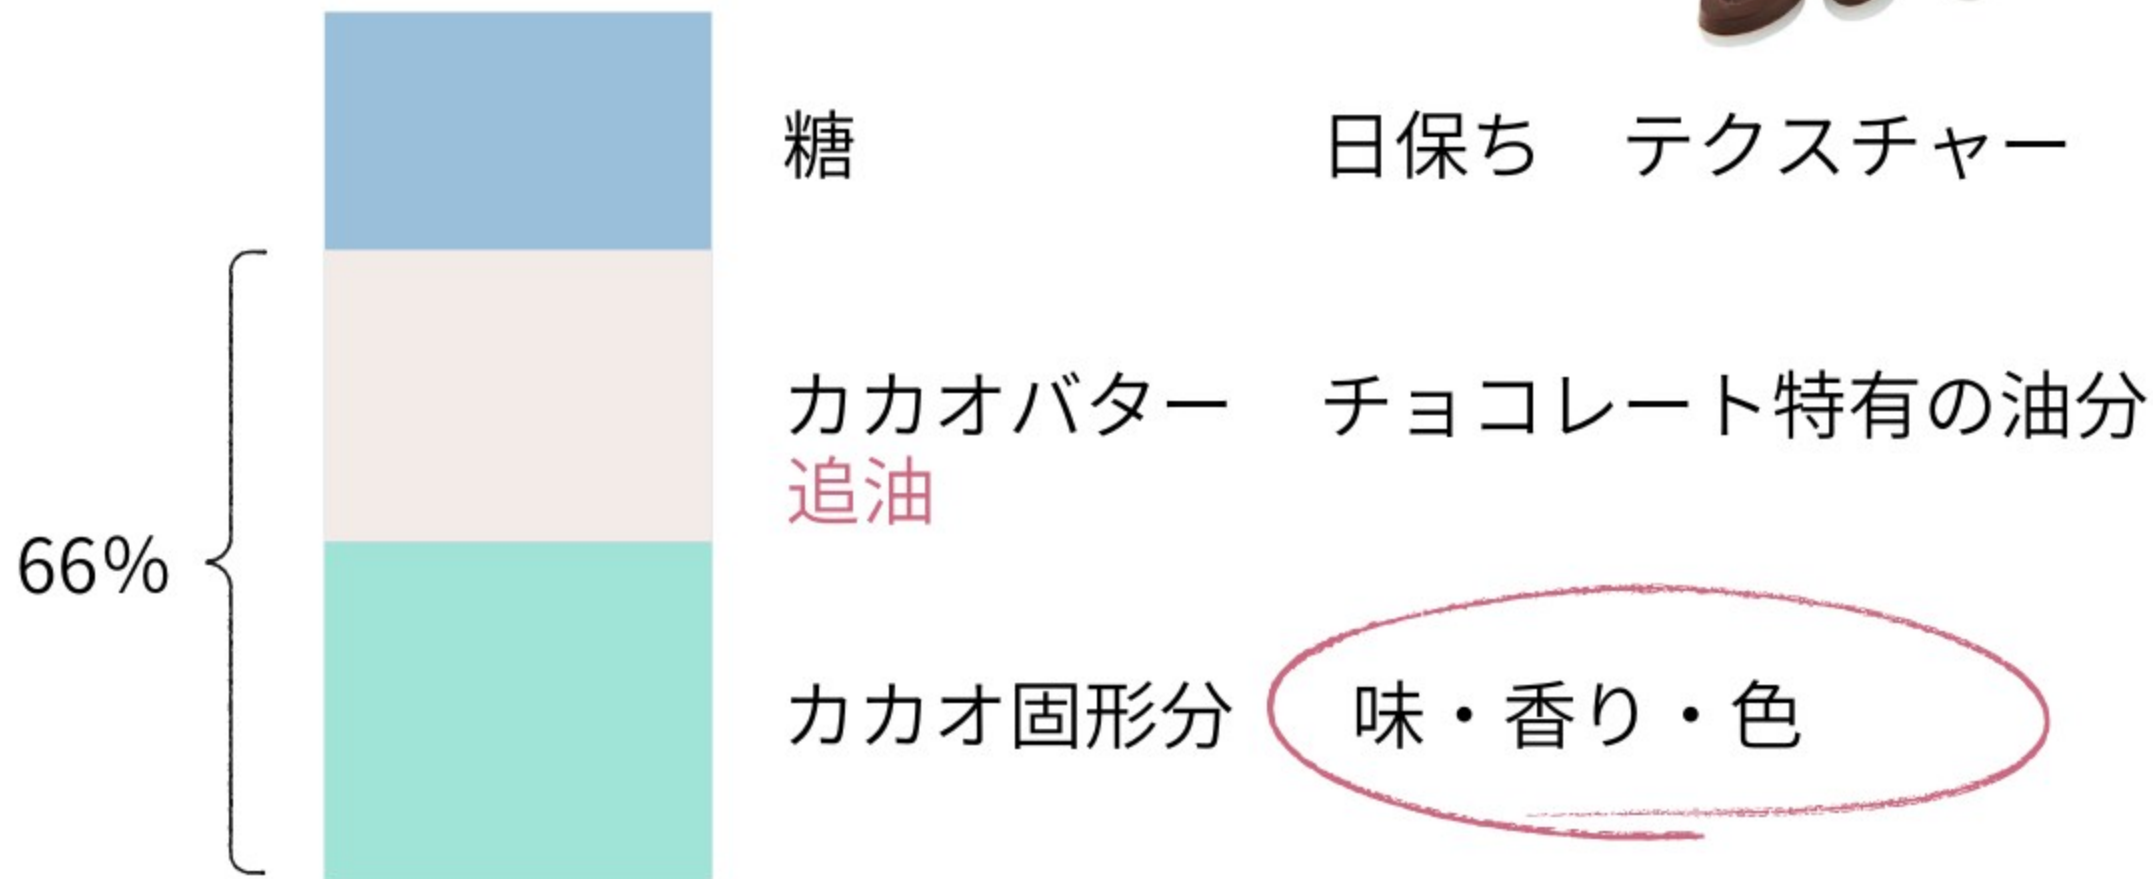 糖　日保ち　テクスチャー
カカオバター　チョコレート特有の油分
追油
66%
カカオ固形分　味・香り・色